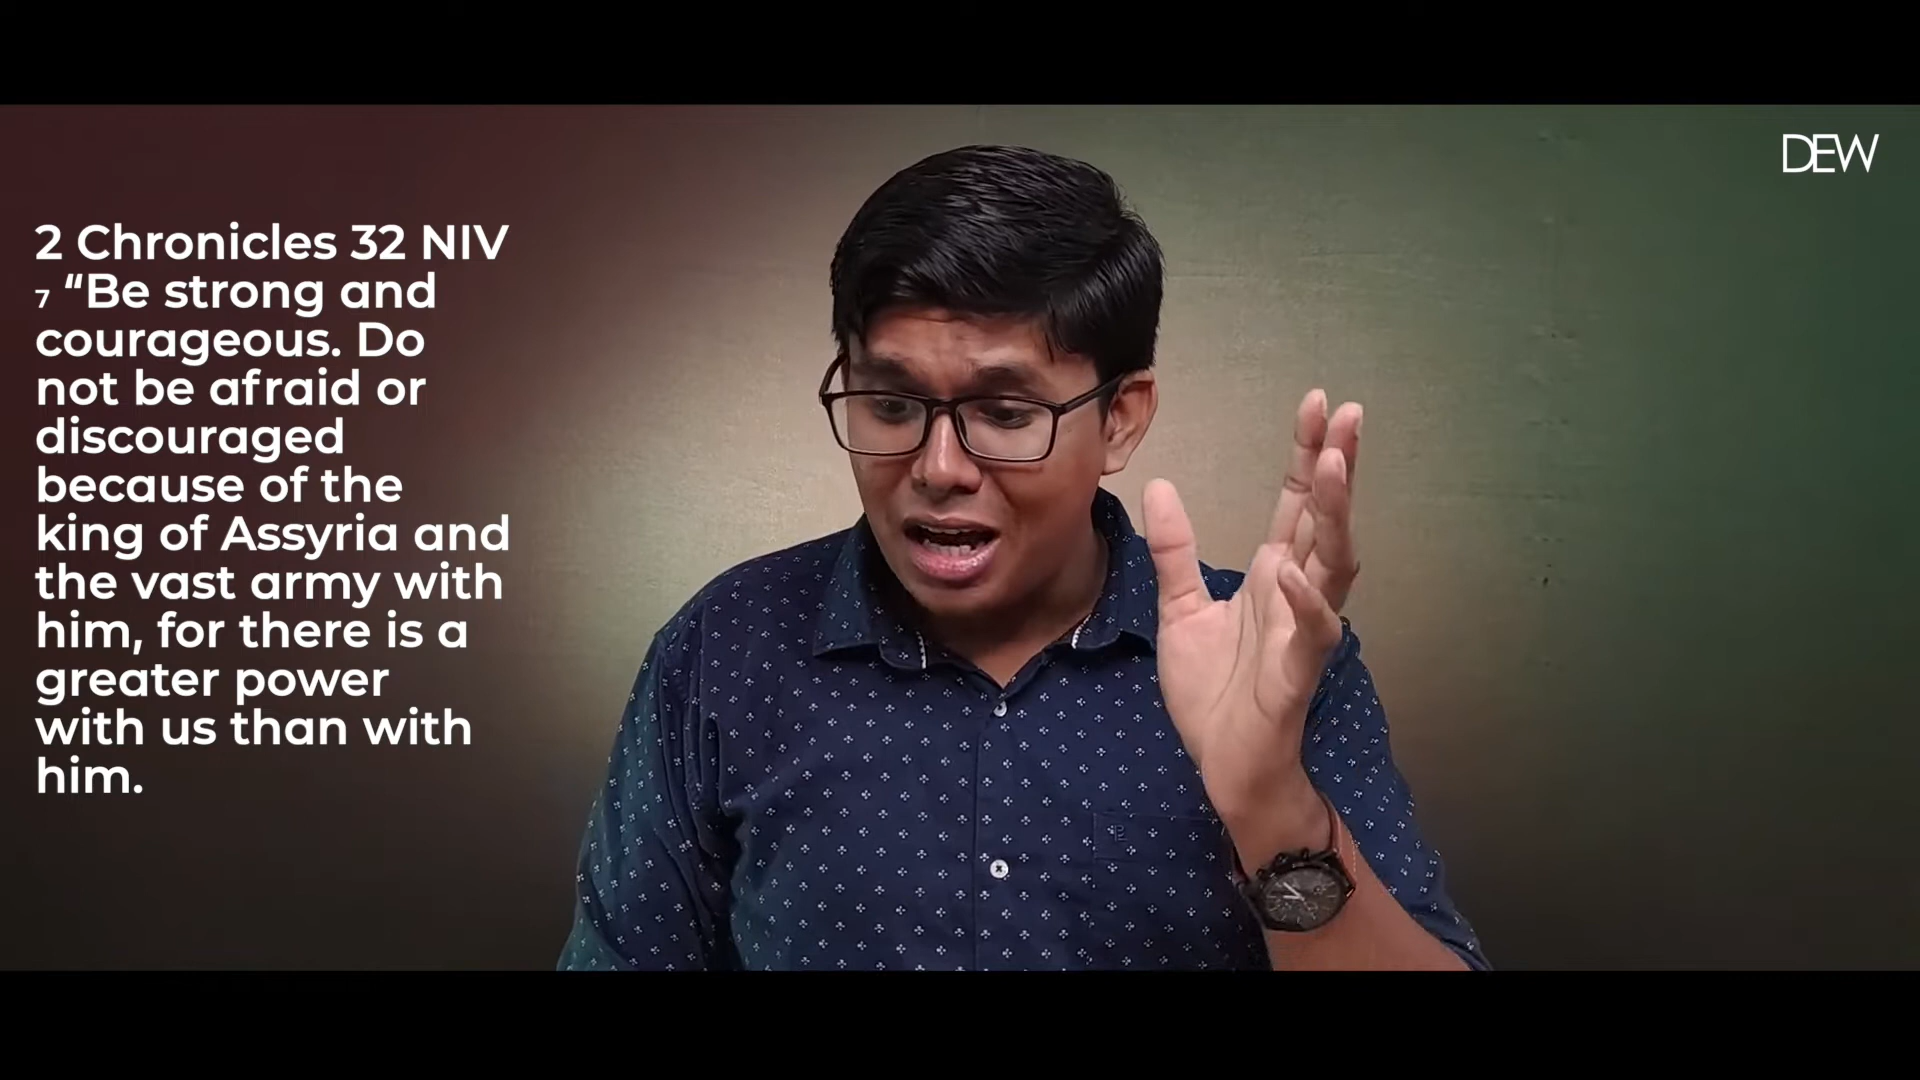 DEW
2 Chronicles 32 NIV
7 “Be strong and
courageous. Do
not be afraid or
discouraged
because of the
king of Assyria and
the vast army with
him, for there is a
greater power
with us than with
him.